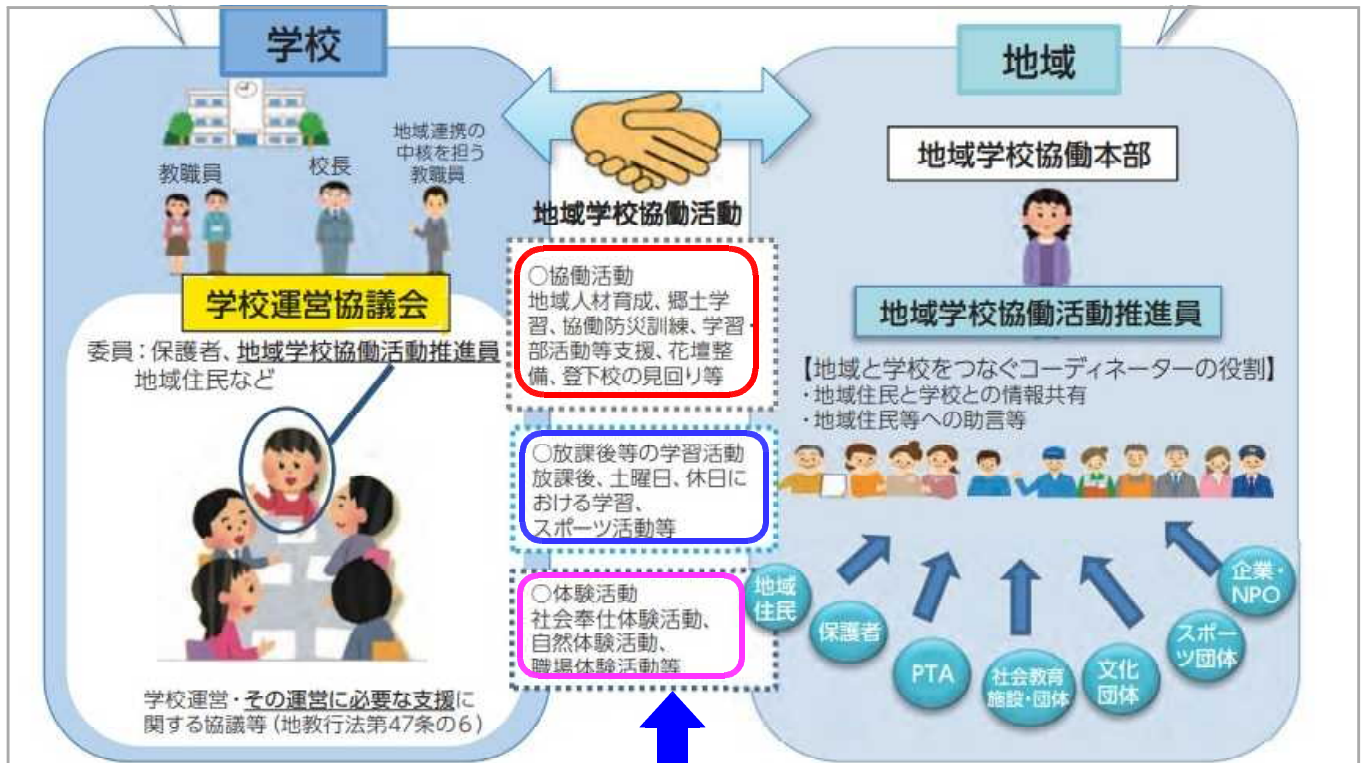 学校
教職員
校長
地域連携の
中核を担う
教職員
学校運営協議会
委員：保護者、地域学校協働活動推進員
地域住民など
学校運営・その運営に必要な支援に
関する協議等（地教行法第47条の６）
地域学校協働活動
○協働活動
地域人材育成、郷土学
習、協働防災訓練、学習・
部活動等支援、花壇整
備、登下校の見回り等
○放課後等の学習活動
放課後、土曜日、休日に
おける学習、
スポーツ活動等
○体験活動
社会奉仕体験活動、
自然体験活動、
職場体験活動等
地域
地域学校協働本部
地域学校協働活動推進員
【地域と学校をつなぐコーディネーターの役割】
・地域住民と学校との情報共有
・地域住民等への助言等
地域
住民
保護者
PTA
社会教育
施設・団体
文化
団体
スポー
ツ団体
企業・
NPO